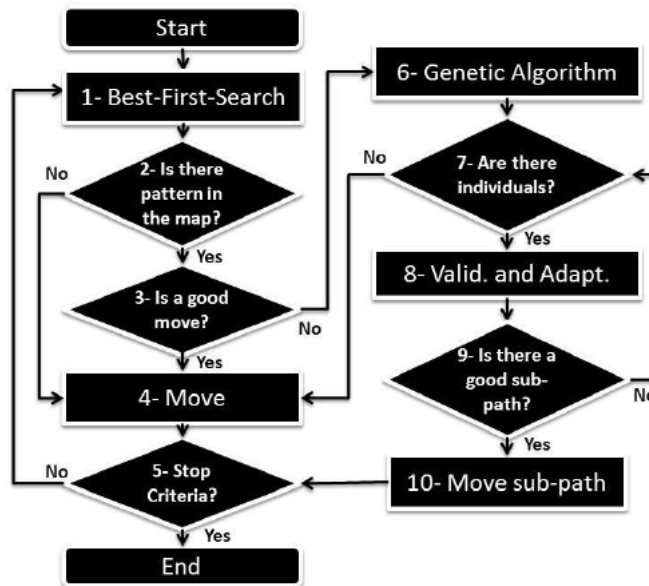 Start
1- Best-First-Search
No
2- Is there
pattern in
the map?
Yes
3- Is a good
move?
No
Yes
4- Move
No
5- Stop
Criteria?
Yes
End
6- Genetic Algorithm
No
7- Are there
individuals?
Yes
8- Valid. and Adapt.
9- Is there a
good sub-
path?
No
Yes
10- Move sub-path